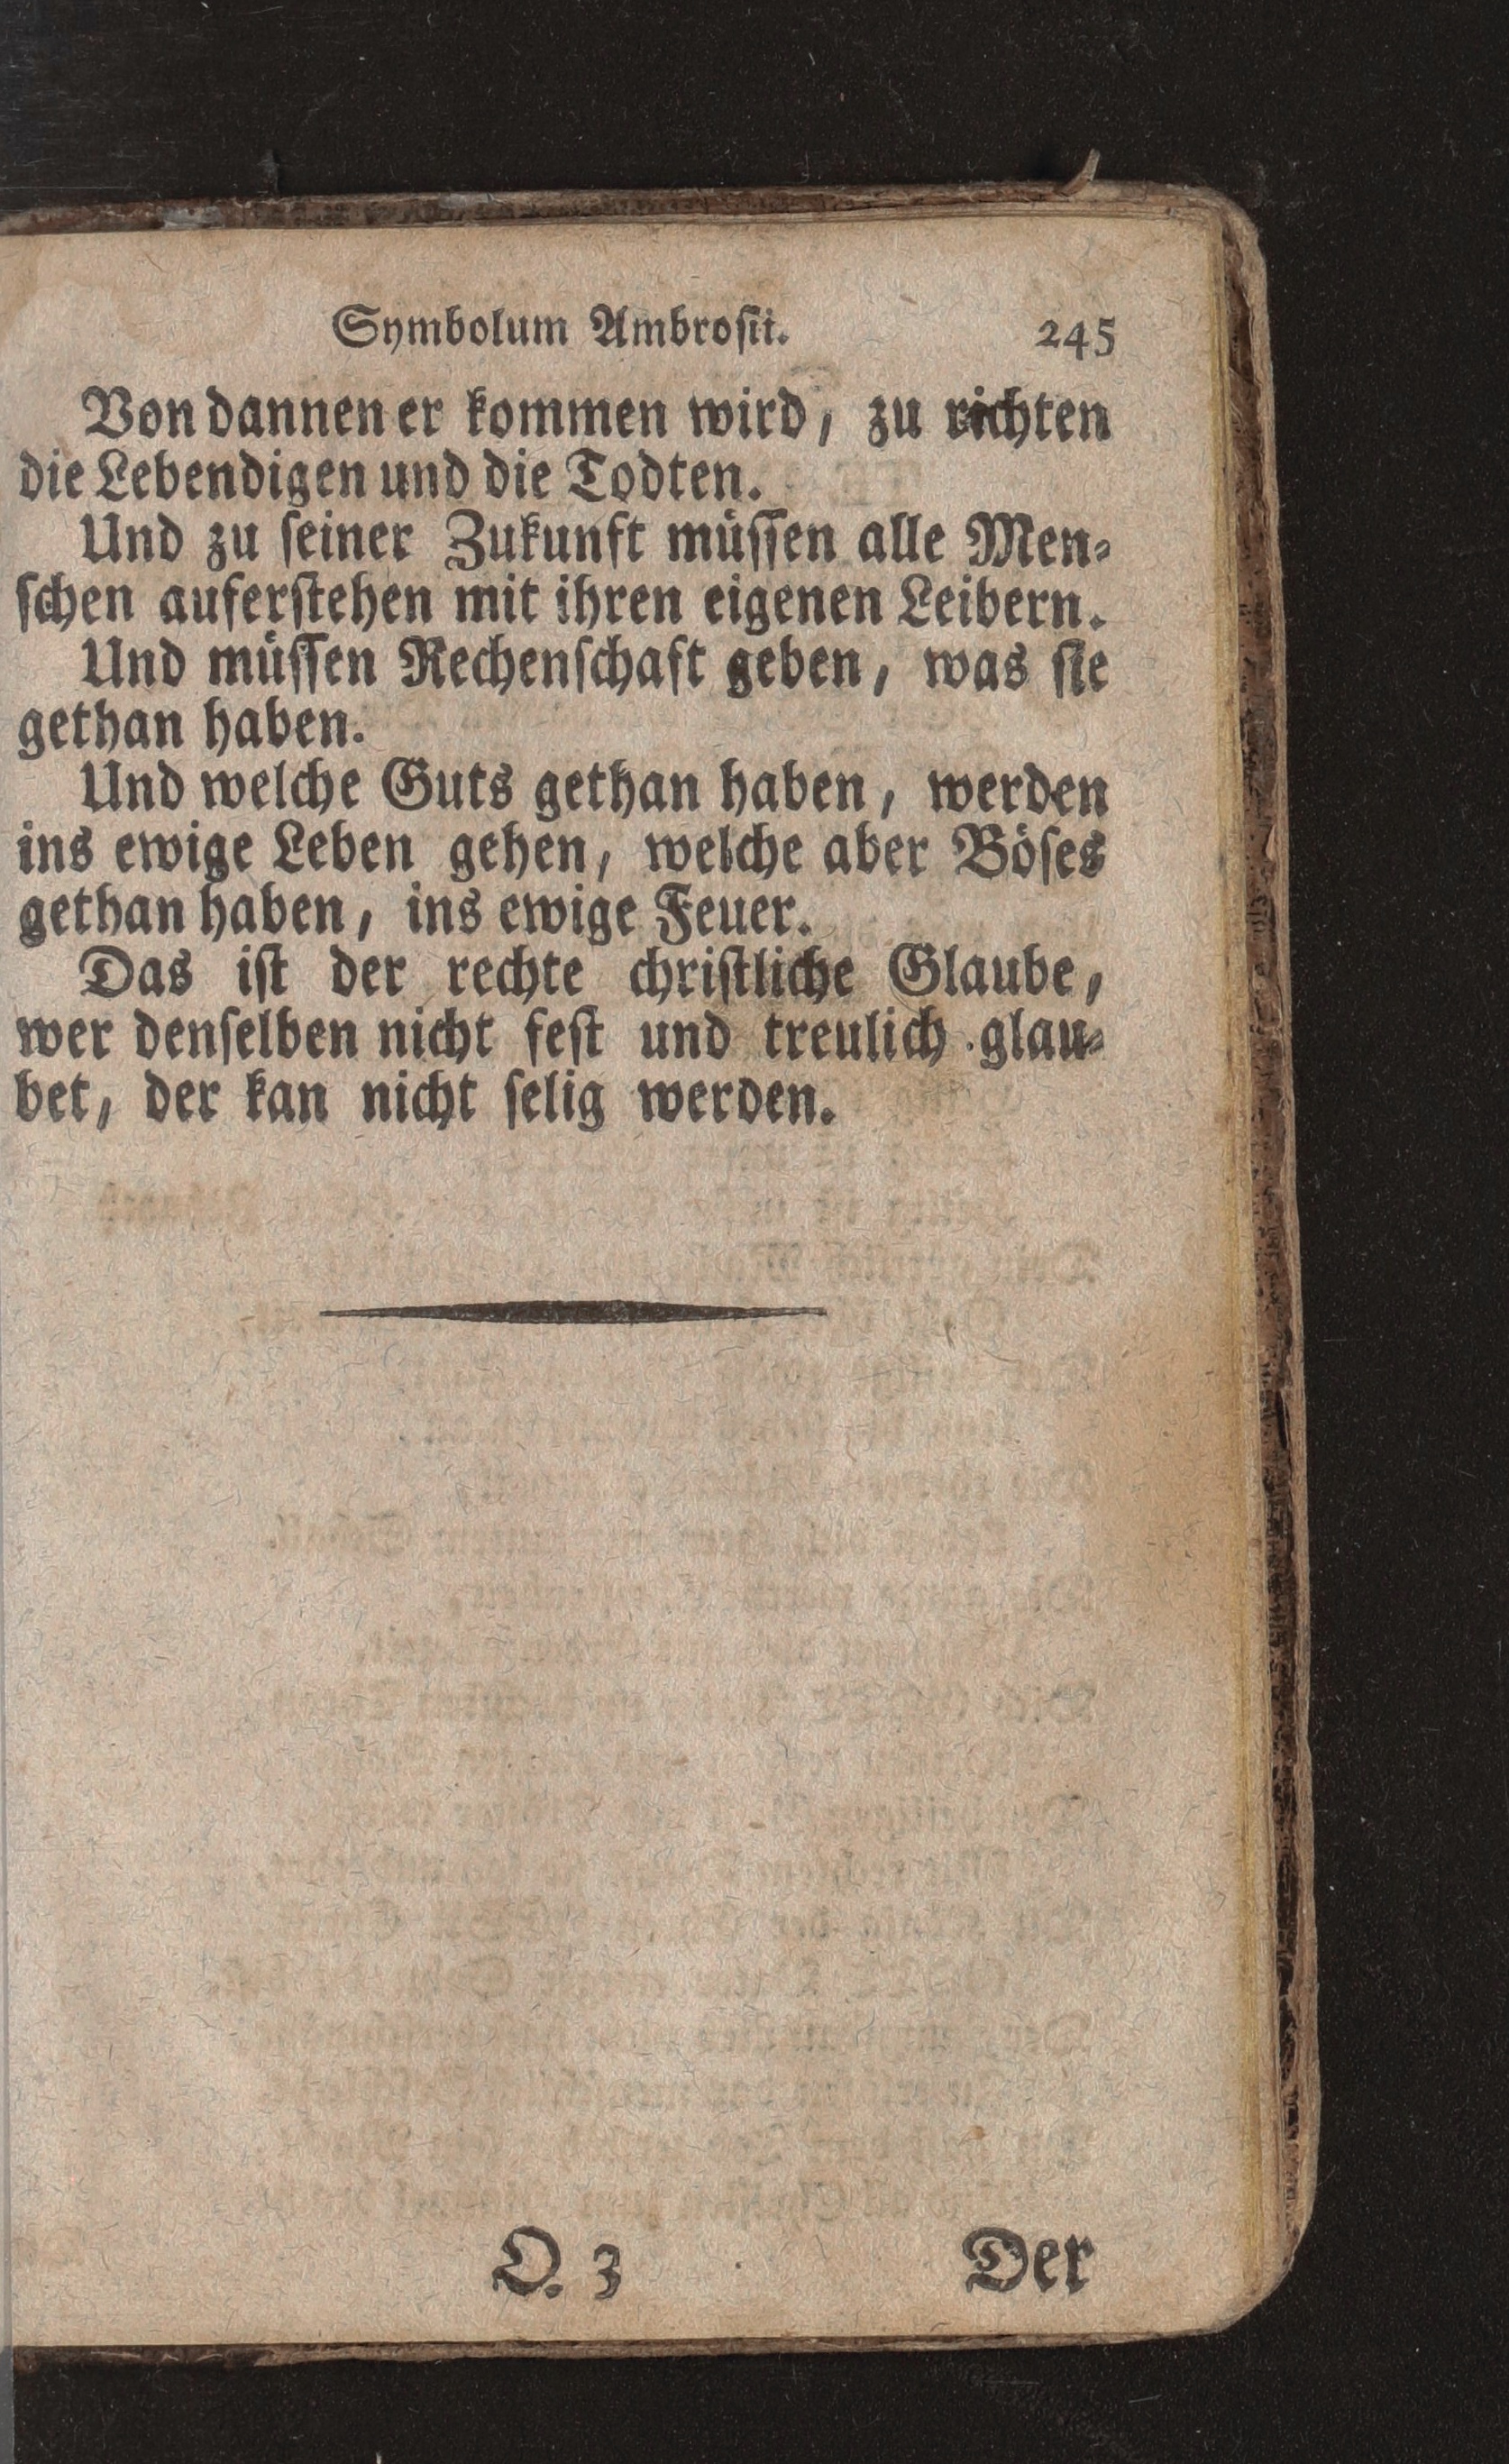 Symbolum Ambroſii. 245
Von dannen er kommen wird, zu richten
die Lebendigen und die Todten.
Und zu ſeiner Zukunft müſſen alle Men⸗
ſchen auferſtehen mit ihren eigenen Leibern.
Und müſſen Rechenſchaft geben, was ſie
gethan haben.
Und welche Guts gethan haben, werden
ins ewige Leben gehen, welche aber Böſes
gethan haben, ins ewige Feuer.
Das iſt der rechte chriſtliche Glaube,
wer denſelben nicht feſt und treulich glau⸗
bet, der kan nicht ſelig werden.
Q. 3 Der